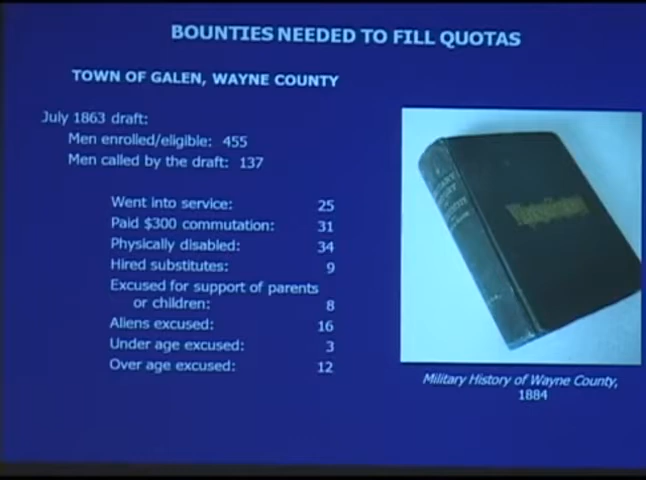 BOUNTIES NEEDED TO FILL QUOTAS
TOWN OF GALEN, WAYNE COUNTY
July 1863 draft:
Men enrolled/eligible: 455
Men called by the draft: 137
Went into service: 25
Paid $300 commutation: 31
Physically disabled: 34
Hired substitutes: 9
Excused for support of parents
or children: 8
Aliens excused: 16
Under age excused: 3
Over age excused: 12
Military History of Wayne County,
1884